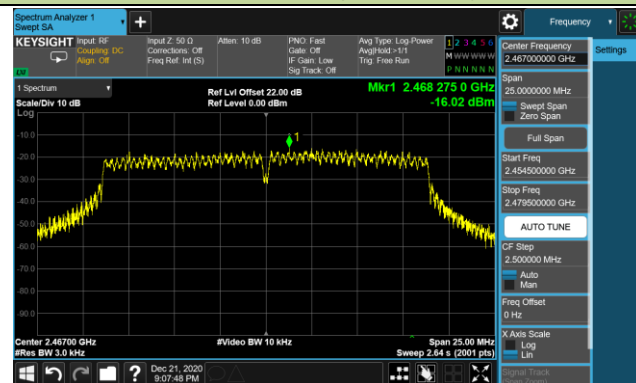 Spectrum Analyzer 1
Swept SA
Frequency
KEYSIGHT
Input: RF
Coupling: DC
Align: Off
Input Z: 50 Ω
Corrections: Off
Freq Ref: Int (S)
Atten: 10 dB
PNO: Fast
Gate: Off
IF Gain: Low
Sig Track: Off
Avg Type: Log-Power
Avg|Hold:>1/1
Trig: Free Run
1 2 3 4 5 6
M W W W W W
P N N N N N
1 Spectrum
Scale/Div 10 dB
Log
Ref Lvl Offset 22.00 dB
Ref Level 0.00 dBm
Mkr1 2.468 275 0 GHz
-16.02 dBm
1
-10.0
-20.0
-30.0
-40.0
-50.0
-60.0
-70.0
-80.0
-90.0
Center 2.46700 GHz
#Res BW 3.0 kHz
#Video BW 10 kHz
Span 25.00 MHz
Sweep 2.64 s (2001 pts)
Dec 21, 2020
9:07:48 PM
Center Frequency
2.467000000 GHz
Settings
Span
25.0000000 MHz
Swept Span
Zero Span
Full Span
Start Freq
2.454500000 GHz
Stop Freq
2.479500000 GHz
AUTO TUNE
CF Step
2.500000 MHz
Auto
Man
Freq Offset
0 Hz
X Axis Scale
Log
Lin
Signal Track